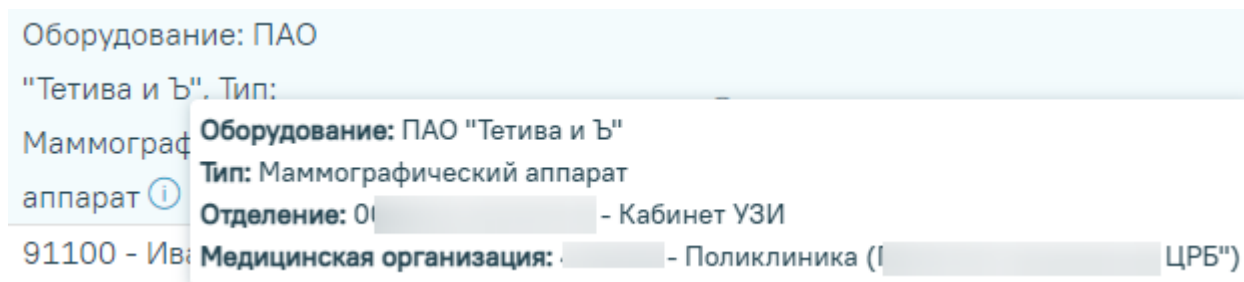 Оборудование: ПАО
"Тетива и Ъ", Тип:
Маммограф
аппарат
91100 - Ива
Оборудование: ПАО "Тетива и Ъ"
Тип: Маммографический аппарат
Отделение: 0 - Кабинет УЗИ
Медицинская организация: - Поликлиника ( ЦРБ")